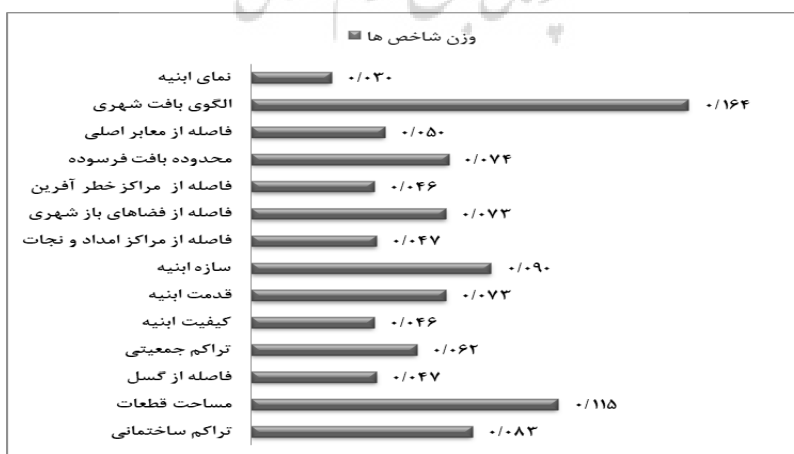 وزن شاخص ها
نمای ابنیه ۰/۰۳۰
الگوی بافت شهری ۰/۱۶۴
فاصله از معابر اصلی ۰/۰۵۰
محدوده بافت فرسوده ۰/۰۷۴
فاصله از مراکز خطر آفرین ۰/۰۴۶
فاصله از فضاهای باز شهری ۰/۰۷۳
فاصله از مراکز امداد و نجات ۰/۰۴۷
سازه ابنیه ۰/۰۹۰
قدمت ابنیه ۰/۰۷۳
کیفیت ابنیه ۰/۰۴۶
تراکم جمعیتی ۰/۰۶۲
فاصله از گسل ۰/۰۴۷
مساحت قطعات ۰/۱۱۵
تراکم ساختمانی ۰/۰۸۳